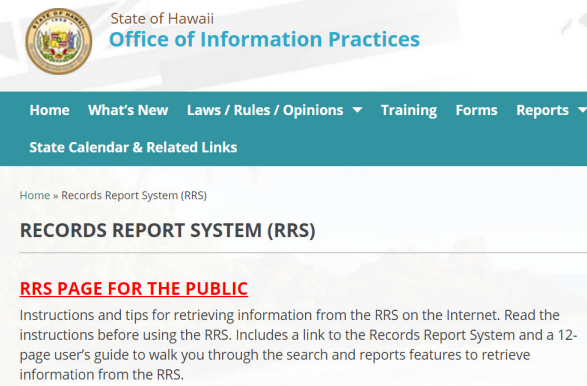 State of Hawaii
Office of Information Practices
Home What's New Laws / Rules / Opinions Training Forms Reports
State Calendar & Related Links
Home » Records Report System (RRS)
RECORDS REPORT SYSTEM (RRS)
RRS PAGE FOR THE PUBLIC
Instructions and tips for retrieving information from the RRS on the Internet. Read the
instructions before using the RRS. Includes a link to the Records Report System and a 12-
page user's guide to walk you through the search and reports features to retrieve
information from the RRS.